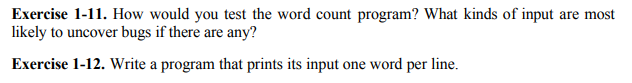 Exercise 1-11. How would you test the word count program? What kinds of input are most
likely to uncover bugs if there are any?
Exercise 1-12. Write a program that prints its input one word per line.